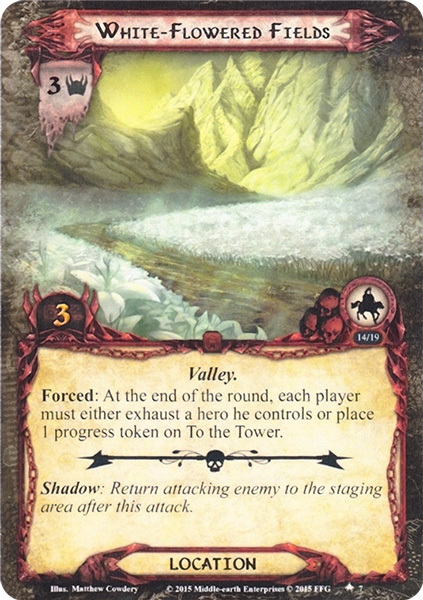 White-Flowered Fields
3
3
14/19
Valley.
Forced: At the end of the round, each player
must either exhaust a hero he controls or place
1 progress token on To the Tower.
Shadow: Return attacking enemy to the staging
area after this attack.
LOCATION
Illus. Matthew Cowdery © 2015 Middle-earth Enterprises © 2015 FFG 7